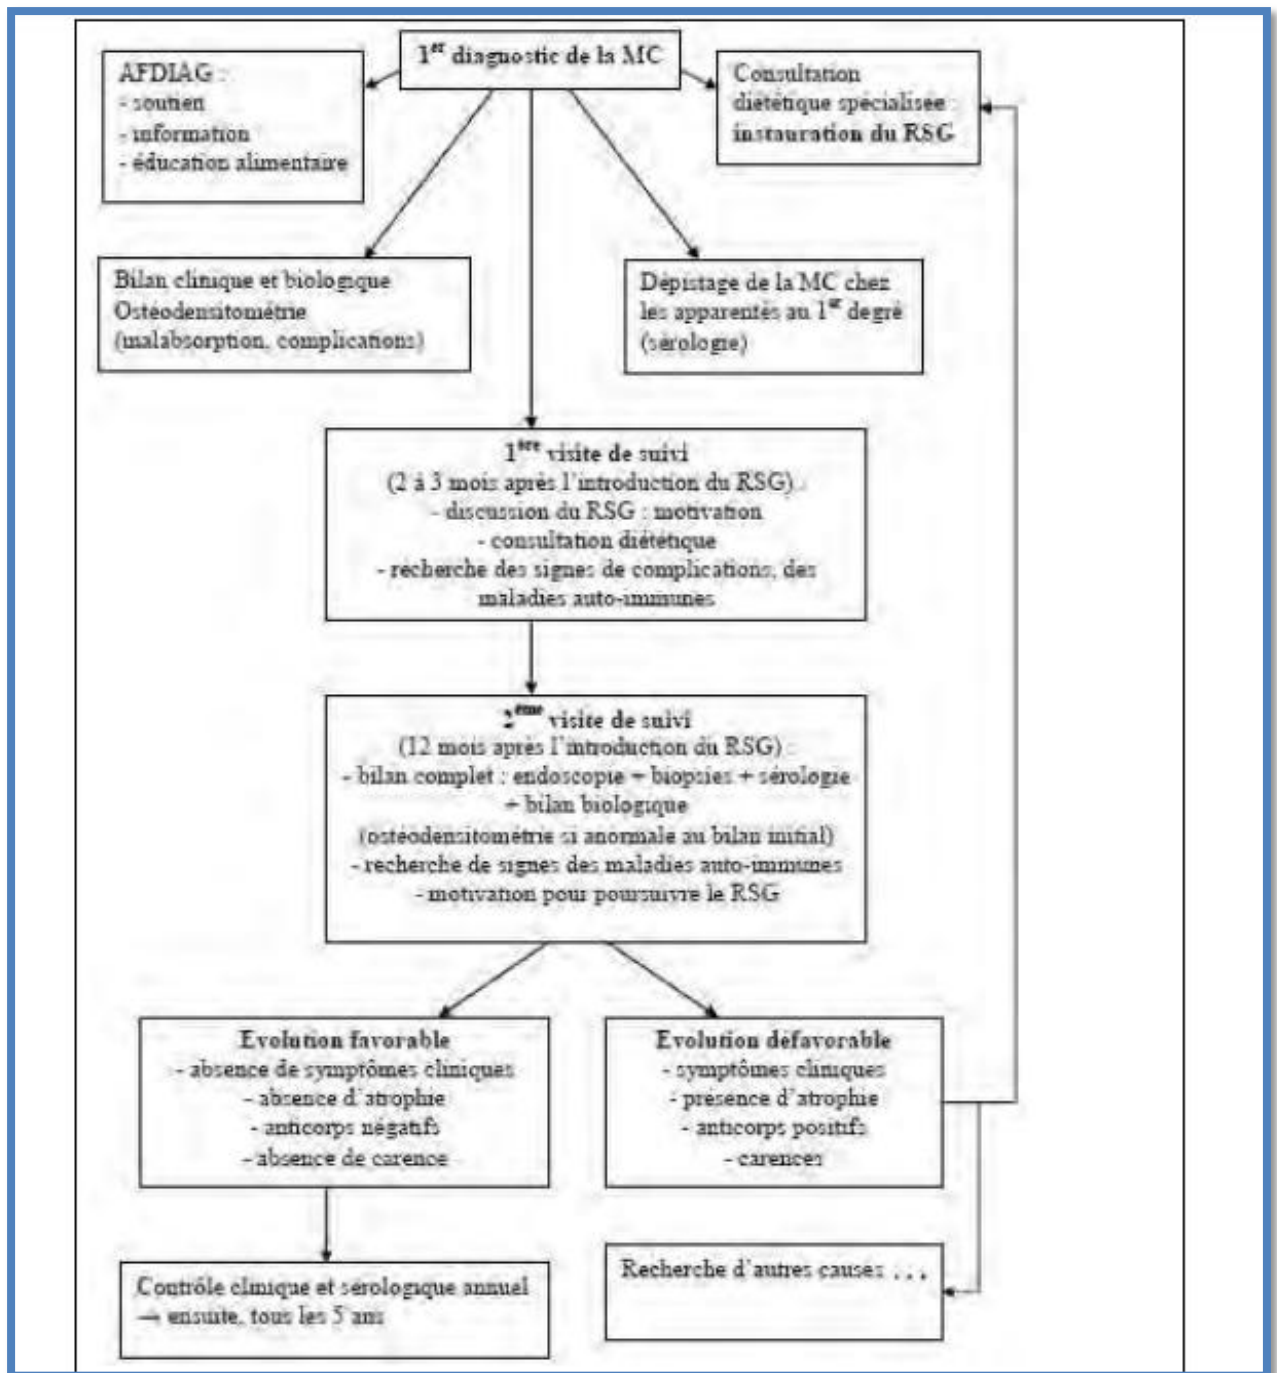 1er diagnostic de la MC
AFDIAG :
- soutien
- information
- éducation alimentaire
Consultation
diététique spécialisée :
instauration du RSG
Bilan clinique et biologique
Ostéodensitométrie
(malabsorption, complications)
Dépistage de la MC chez
les apparentés au 1er degré
(sérologie)
1ère visite de suivi
(2 à 3 mois après l'introduction du RSG) :
- discussion du RSG : motivation
- consultation diététique
- recherche des signes de complications, des
maladies auto-immunes
2ème visite de suivi
(12 mois après l'introduction du RSG) :
- bilan complet : endoscopie + biopsies + sérologie
+ bilan biologique
(ostéodensitométrie si anormale au bilan initial)
- recherche de signes des maladies auto-immunes
- motivation pour poursuivre le RSG
Evolution favorable
- absence de symptômes cliniques
- absence d'atrophie
- anticorps négatifs
- absence de carence
Evolution défavorable
- symptômes cliniques
- présence d'atrophie
- anticorps positifs
- carences
Contrôle clinique et sérologique annuel
→ ensuite, tous les 5 ans
Recherche d'autres causes ...